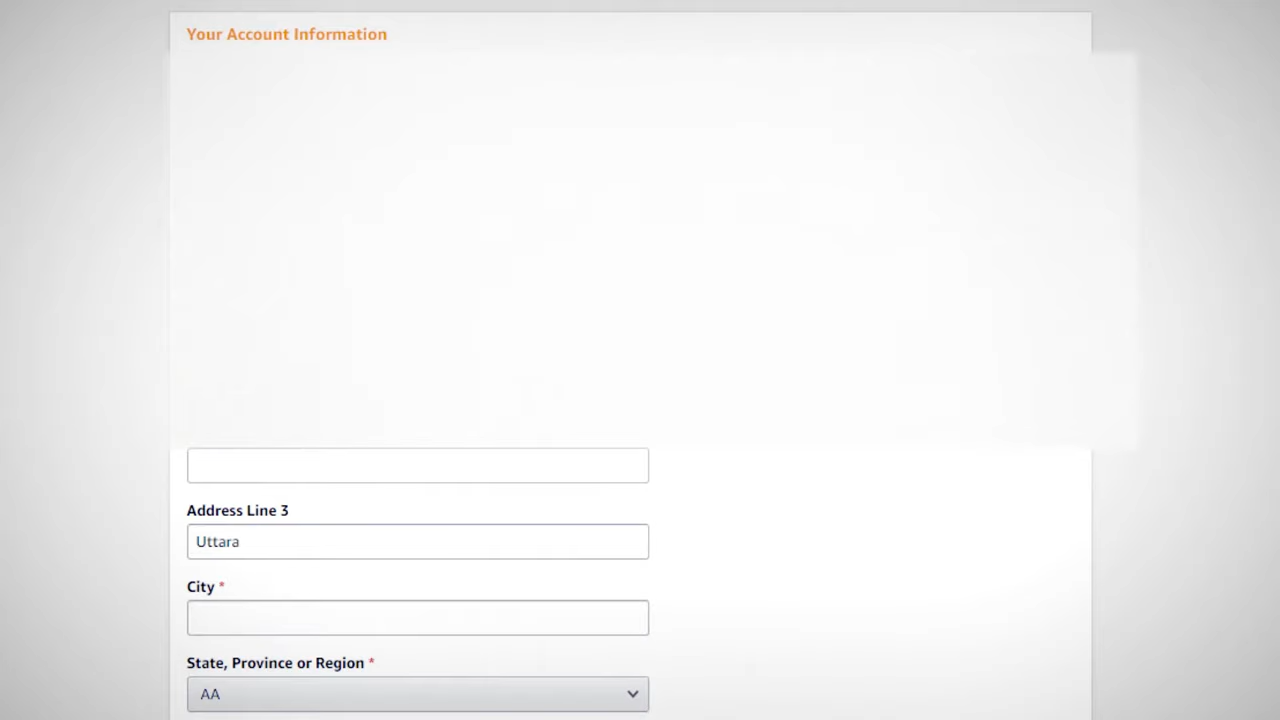 Your Account Information
Address Line 3
Uttara
City *
State, Province or Region *
AA